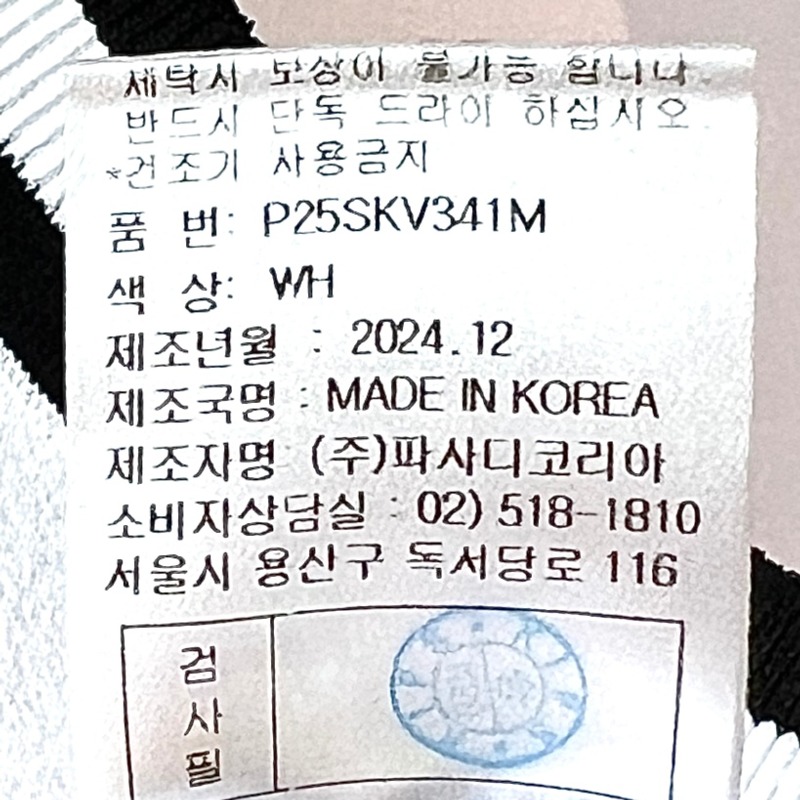 세탁시 보상이 불가능 합니다.
반드시 단독 드라이 하십시오.
*건조기 사용금지
품 번: P25SKV341M
색 상: WH
제조년월 : 2024.12
제조국명 : MADE IN KOREA
제조자명 (주)파사디코리아
소비자상담실 : 02) 518-1810
서울시 용산구 독서당로 116
검
사
필